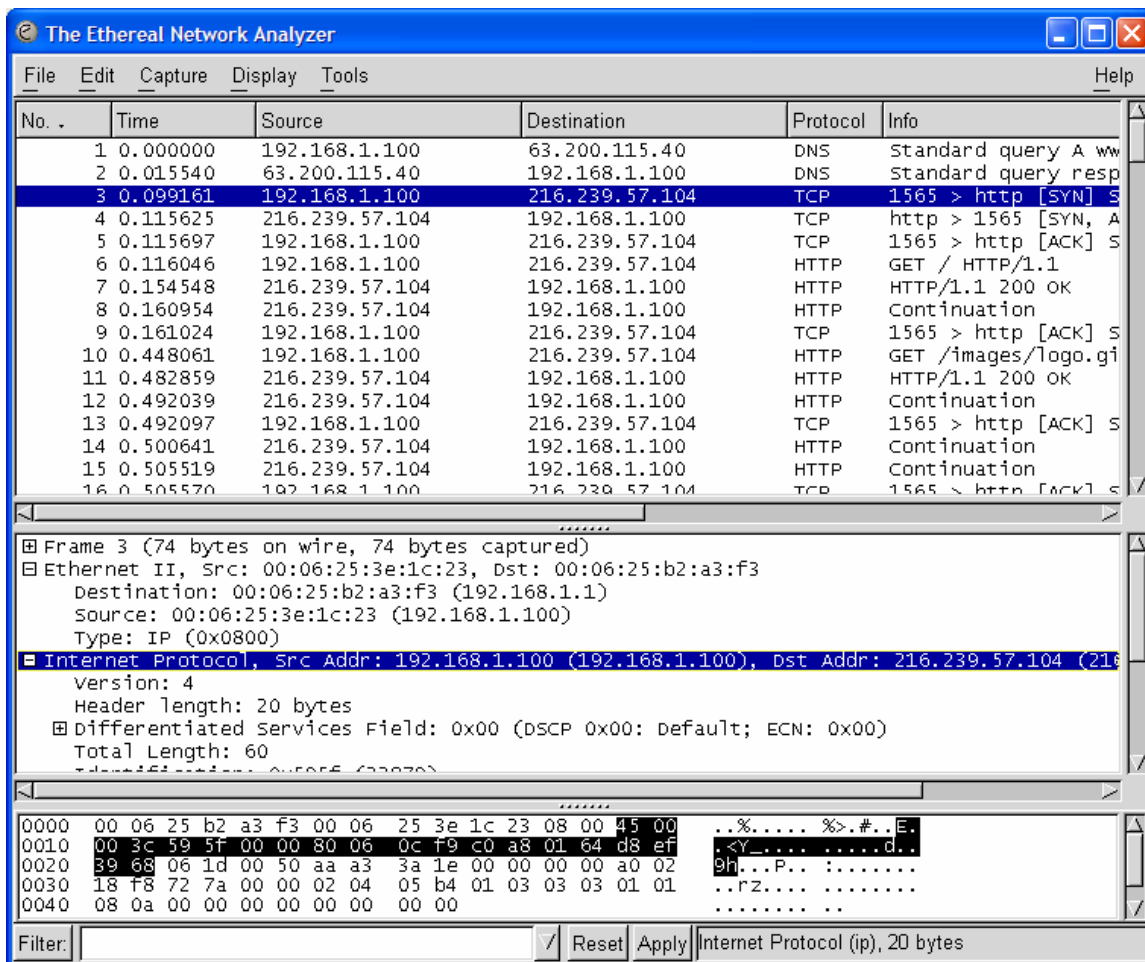 The Ethereal Network Analyzer
File Edit Capture Display Tools Help
No. Time Source Destination Protocol Info
1 0.000000 192.168.1.100 63.200.115.40 DNS Standard query A ww
2 0.015540 63.200.115.40 192.168.1.100 DNS Standard query resp
3 0.099161 192.168.1.100 216.239.57.104 TCP 1565 > http [SYN] S
4 0.115625 216.239.57.104 192.168.1.100 TCP http > 1565 [SYN, A
5 0.115697 192.168.1.100 216.239.57.104 TCP 1565 > http [ACK] S
6 0.116046 192.168.1.100 216.239.57.104 HTTP GET / HTTP/1.1
7 0.154548 216.239.57.104 192.168.1.100 HTTP HTTP/1.1 200 OK
8 0.160954 216.239.57.104 192.168.1.100 HTTP Continuation
9 0.161024 192.168.1.100 216.239.57.104 TCP 1565 > http [ACK] S
10 0.448061 192.168.1.100 216.239.57.104 HTTP GET /images/logo.gi
11 0.482859 216.239.57.104 192.168.1.100 HTTP HTTP/1.1 200 OK
12 0.492039 216.239.57.104 192.168.1.100 HTTP Continuation
13 0.492097 192.168.1.100 216.239.57.104 TCP 1565 > http [ACK] S
14 0.500641 216.239.57.104 192.168.1.100 HTTP Continuation
15 0.505519 216.239.57.104 192.168.1.100 HTTP Continuation
16 0.505570 192.168.1.100 216.239.57.104 TCP 1565 > http [ACK] S
Frame 3 (74 bytes on wire, 74 bytes captured)
Ethernet II, Src: 00:06:25:3e:1c:23, Dst: 00:06:25:b2:a3:f3
Destination: 00:06:25:b2:a3:f3 (192.168.1.1)
Source: 00:06:25:3e:1c:23 (192.168.1.100)
Type: IP (0x0800)
Internet Protocol, Src Addr: 192.168.1.100 (192.168.1.100), Dst Addr: 216.239.57.104 (216
Version: 4
Header length: 20 bytes
Differentiated Services Field: 0x00 (DSCP 0x00: Default; ECN: 0x00)
Total Length: 60
0000 00 06 25 b2 a3 f3 00 06 25 3e 1c 23 08 00 45 00 ..%..... %>.#..E.
0010 00 3c 59 5f 00 00 80 06 0c f9 c0 a8 01 64 d8 ef .<Y_.... .....d..
0020 39 68 06 1d 00 50 aa a3 3a 1e 00 00 00 00 a0 02 9h...P.. :.......
0030 18 f8 72 7a 00 00 02 04 05 b4 01 03 03 03 01 01 ..rz.... ........
0040 08 0a 00 00 00 00 00 00 00 00 ........ ..
Filter: Reset Apply Internet Protocol (ip), 20 bytes